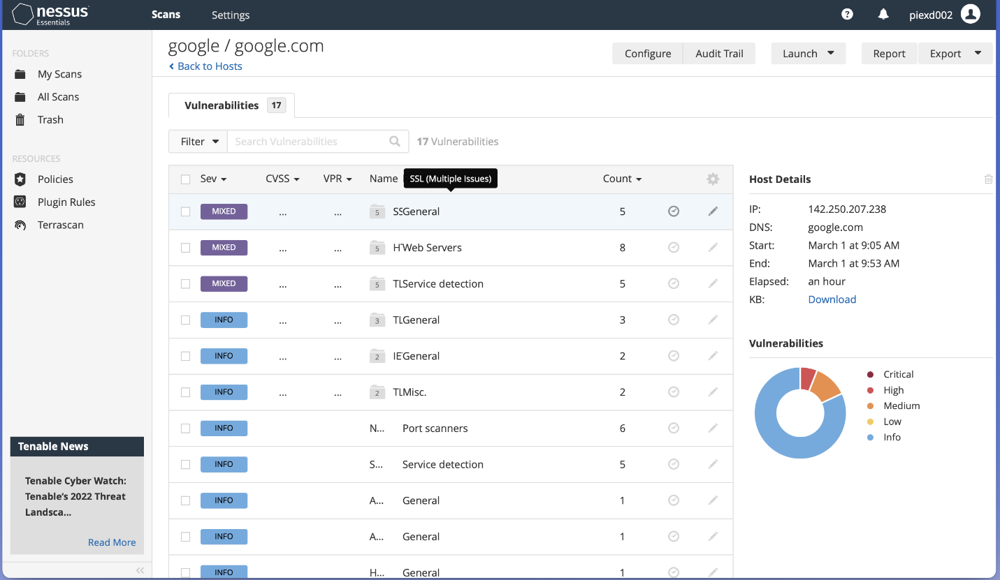 nessus
Essentials
Scans
Settings
?
piexd002
FOLDERS
My Scans
All Scans
Trash
RESOURCES
Policies
Plugin Rules
Terrascan
Tenable News
Tenable Cyber Watch:
Tenable’s 2022 Threat
Landsca...
Read More
google / google.com
Back to Hosts
Configure
Audit Trail
Launch
Report
Export
Vulnerabilities 17
Filter
Search Vulnerabilities
17 Vulnerabilities
Sev CVSS VPR Name Count
SSL (Multiple Issues)
MIXED ... ... 5 SSGeneral 5
MIXED ... ... 5 HTWeb Servers 8
MIXED ... ... 5 TLService detection 5
INFO ... ... 3 TLGeneral 3
INFO ... ... 2 IEGeneral 2
INFO ... ... 2 TLMisc. 2
INFO N... Port scanners 6
INFO S... Service detection 5
INFO A... General 1
INFO A... General 1
INFO H... General 1
Host Details
IP: 142.250.207.238
DNS: google.com
Start: March 1 at 9:05 AM
End: March 1 at 9:53 AM
Elapsed: an hour
KB: Download
Vulnerabilities
Critical
High
Medium
Low
Info